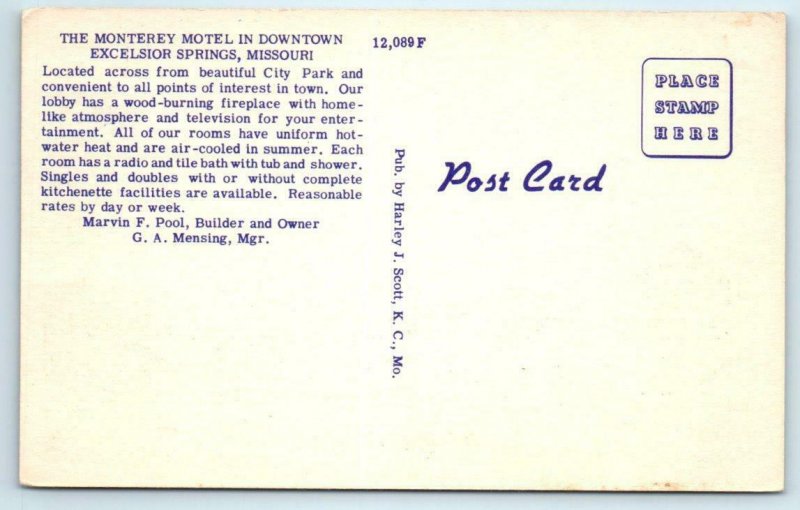 THE MONTEREY MOTEL IN DOWNTOWN
EXCELSIOR SPRINGS, MISSOURI
Located across from beautiful City Park and
convenient to all points of interest in town. Our
lobby has a wood-burning fireplace with home-
like atmosphere and television for your enter-
tainment. All of our rooms have uniform hot-
water heat and are air-cooled in summer. Each
room has a radio and tile bath with tub and shower.
Singles and doubles with or without complete
kitchenette facilities are available. Reasonable
rates by day or week.
Marvin F. Pool, Builder and Owner
G. A. Mensing, Mgr.
12,089F
Pub. by Harley J. Scott, K. C., Mo.
Post Card
PLACE
STAMP
HERE